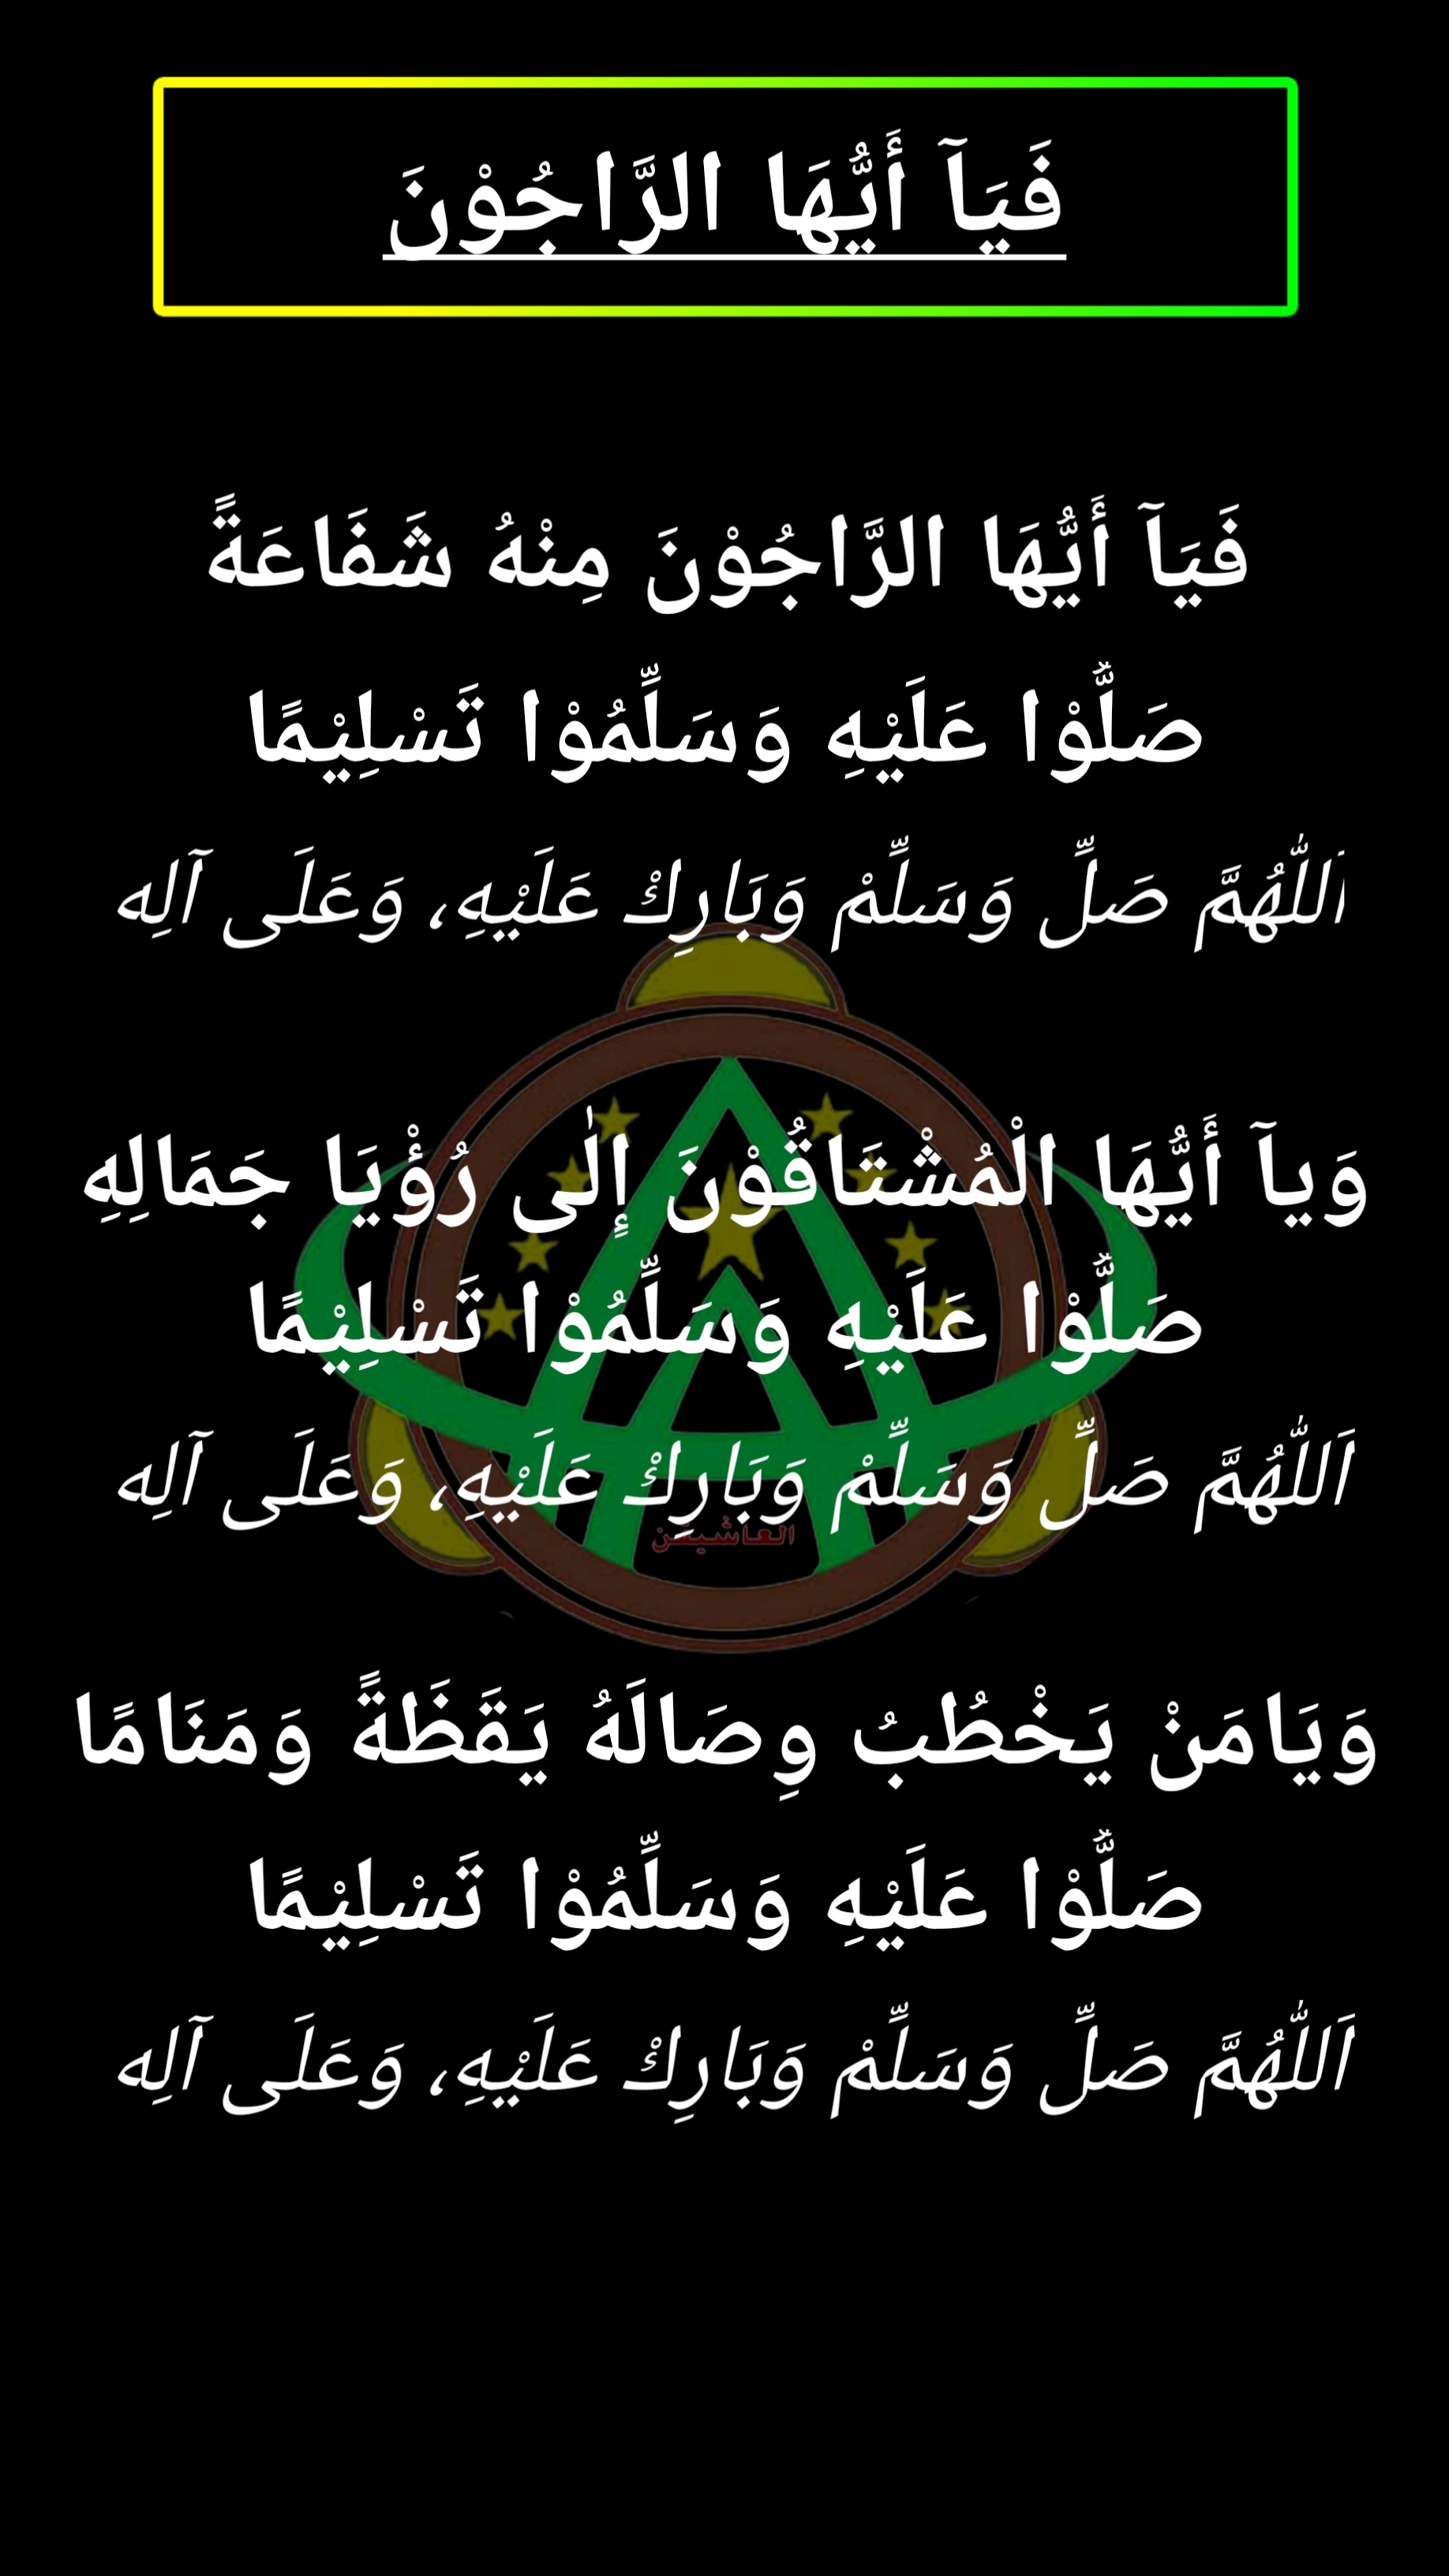 فَيَآ أَيُّهَا الرَّاجُوْنَ
فَيَآ أَيُّهَا الرَّاجُوْنَ مِنْهُ شَفَاعَةً
صَلُّوْا عَلَيْهِ وَسَلِّمُوْا تَسْلِيْمًا
اَللّٰهُمَّ صَلِّ وَسَلِّمْ وَبَارِكْ عَلَيْهِ، وَعَلَى آلِه
وَيآ أَيُّهَا الْمُشْتَاقُوْنَ إِلٰى رُؤْيَا جَمَالِهِ
صَلُّوْا عَلَيْهِ وَسَلِّمُوْا تَسْلِيْمًا
اَللّٰهُمَّ صَلِّ وَسَلِّمْ وَبَارِكْ عَلَيْهِ، وَعَلَى آلِه
العاشيقن
وَيَامَنْ يَخْطُبُ وِصَالَهُ يَقَظَةً وَمَنَامًا
صَلُّوْا عَلَيْهِ وَسَلِّمُوْا تَسْلِيْمًا
اَللّٰهُمَّ صَلِّ وَسَلِّمْ وَبَارِكْ عَلَيْهِ، وَعَلَى آلِه